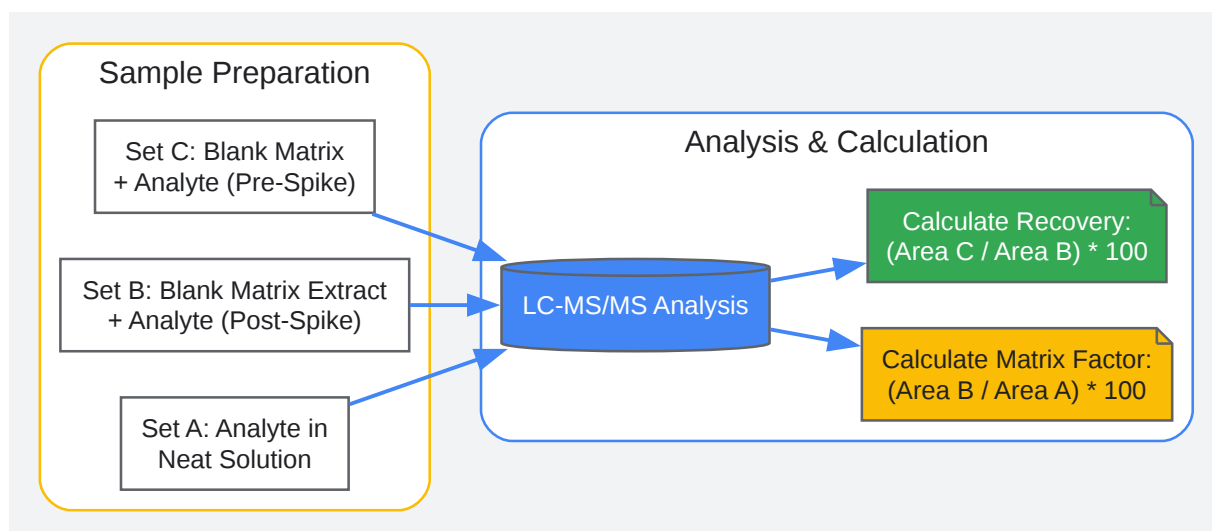 Sample Preparation
Set C: Blank Matrix
+ Analyte (Pre-Spike)
Set B: Blank Matrix Extract
+ Analyte (Post-Spike)
Set A: Analyte in
Neat Solution
Analysis & Calculation
LC-MS/MS Analysis
Calculate Recovery:
(Area C / Area B) * 100
Calculate Matrix Factor:
(Area B / Area A) * 100